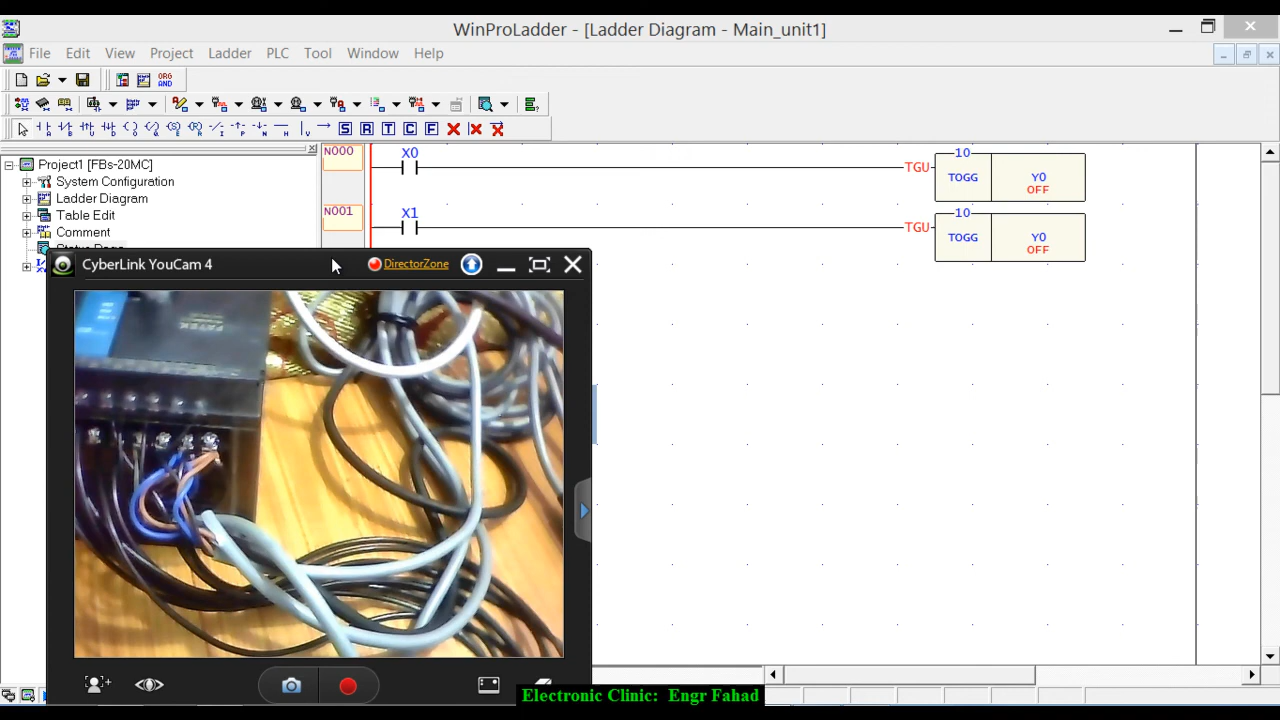 WinProLadder - [Ladder Diagram - Main_unit1]
File Edit View Project Ladder PLC Tool Window Help
ORG
AND
S R T C F
Project1 [FBs-20MC]
System Configuration
Ladder Diagram
Table Edit
Comment
N000
X0
TGU
10
TOGG
Y0
OFF
N001
X1
TGU
10
TOGG
Y0
OFF
CyberLink YouCam 4
DirectorZone
Electronic Clinic: Engr Fahad